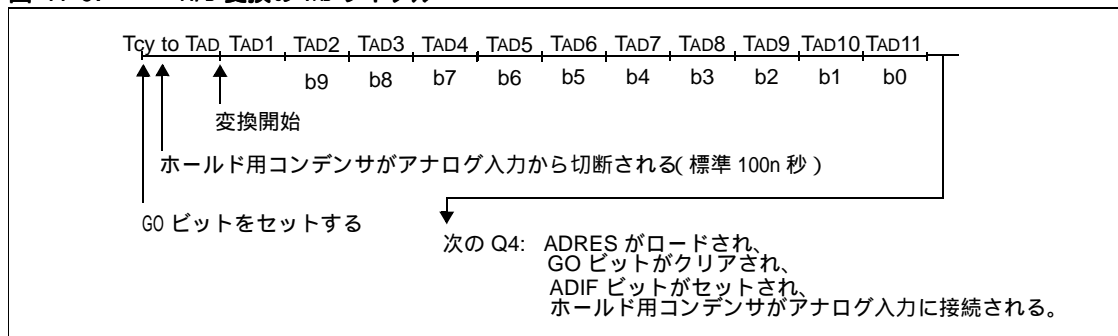 Tcy to TAD TAD1 TAD2 TAD3 TAD4 TAD5 TAD6 TAD7 TAD8 TAD9 TAD10 TAD11
b9 b8 b7 b6 b5 b4 b3 b2 b1 b0
変換開始
ホールド用コンデンサがアナログ入力から切断される( 標準 100n 秒 )
GO ビットをセットする
次の Q4: ADRES がロードされ、
GO ビットがクリアされ、
ADIF ビットがセットされ、
ホールド用コンデンサがアナログ入力に接続される。